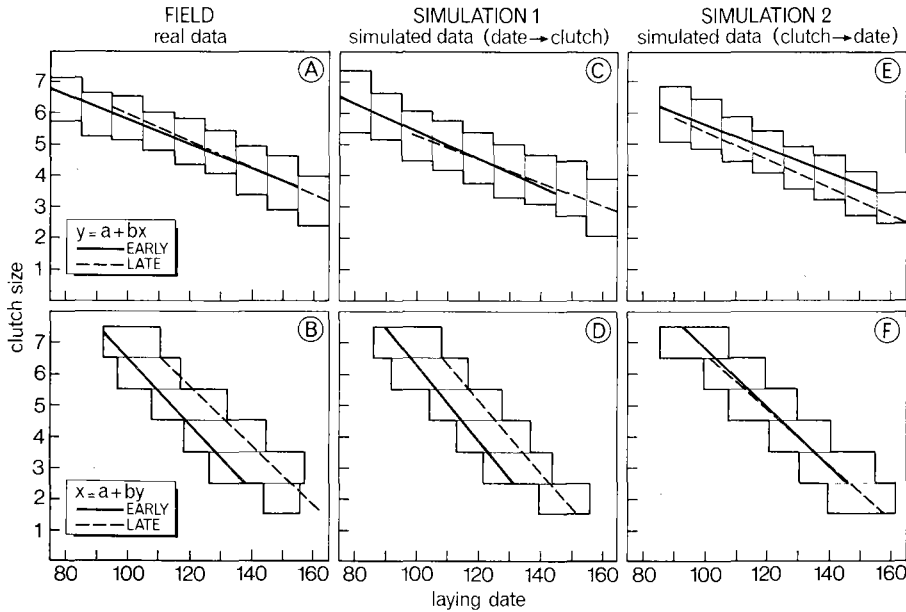 FIELD
real data
SIMULATION 1
simulated data (date→clutch)
SIMULATION 2
simulated data (clutch→date)
A
C
E
7
6
5
4
3
2
1
y=a+bx
EARLY
LATE
clutch size
B
D
F
7
6
5
4
3
2
1
x=a+by
EARLY
LATE
80 100 120 140 160
80 100 120 140 160
80 100 120 140 160
laying date